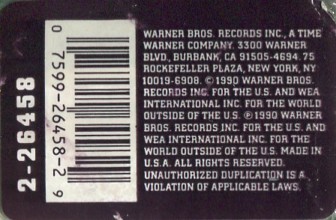 WARNER BROS. RECORDS INC., A TIME
WARNER COMPANY. 3300 WARNER
BLVD., BURBANK, CA 91505-4694. 75
ROCKEFELLER PLAZA, NEW YORK, NY
10019-6908. © 1990 WARNER BROS.
RECORDS INC. FOR THE U.S. AND WEA
INTERNATIONAL INC. FOR THE WORLD
OUTSIDE OF THE U.S. ℗ 1990 WARNER
BROS. RECORDS INC. FOR THE U.S. AND
WEA INTERNATIONAL INC. FOR THE
WORLD OUTSIDE OF THE U.S. MADE IN
U.S.A. ALL RIGHTS RESERVED.
UNAUTHORIZED DUPLICATION IS A
VIOLATION OF APPLICABLE LAWS.
0 7599-26458-2 9
2-26458